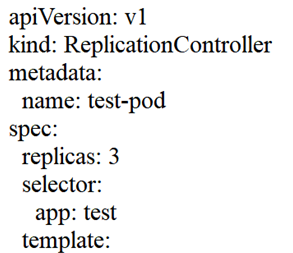 apiVersion: v1
kind: ReplicationController
metadata:
  name: test-pod
spec:
  replicas: 3
  selector:
    app: test
  template: